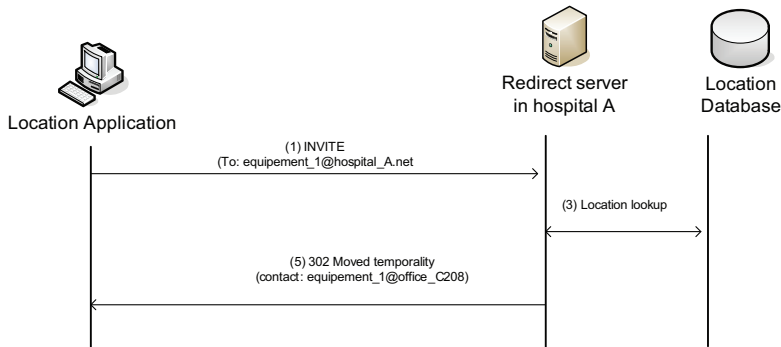 Redirect server
in hospital A
Location
Database
Location Application
(1) INVITE
(To: equipement_1@hospital_A.net
(3) Location lookup
(5) 302 Moved temporality
(contact: equipement_1@office_C208)